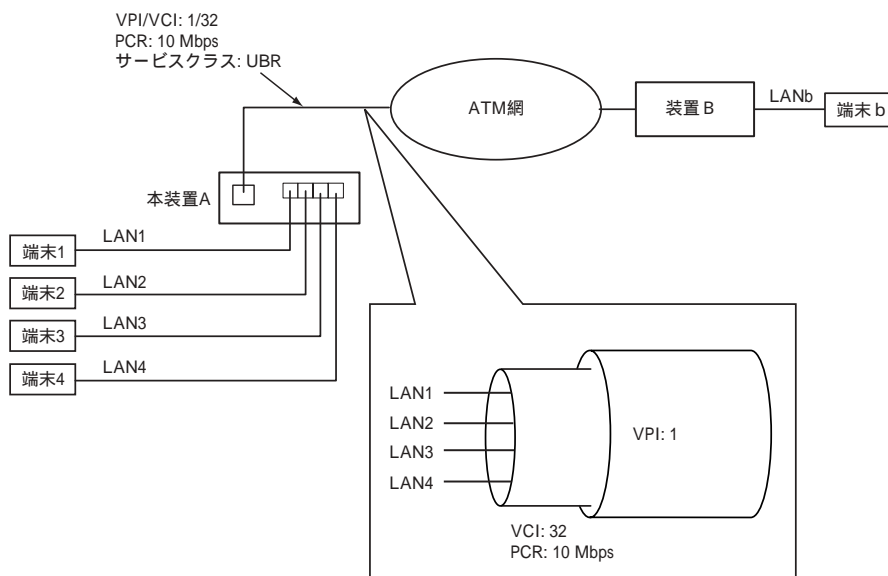 VPI/VCI: 1/32
PCR: 10 Mbps
サービスクラス: UBR
ATM網
装置B
LANb
端末b
本装置A
端末1
LAN1
端末2
LAN2
端末3
LAN3
端末4
LAN4
LAN1
LAN2
LAN3
LAN4
VPI: 1
VCI: 32
PCR: 10 Mbps